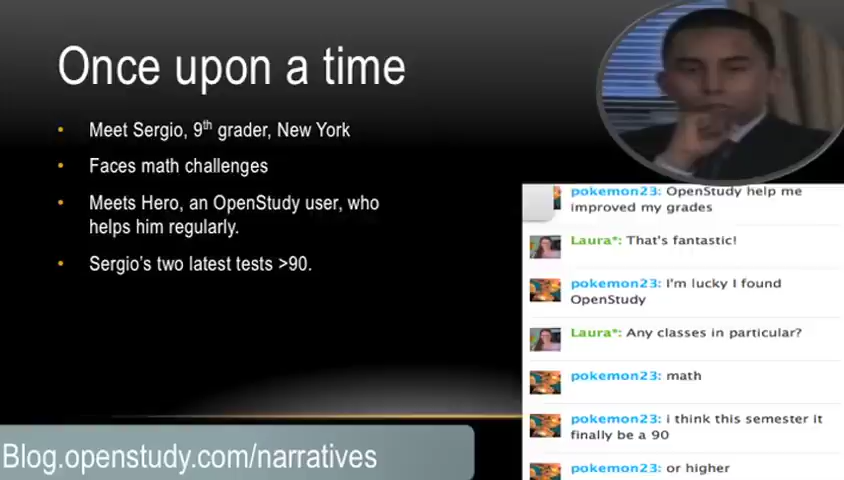 Once upon a time
Meet Sergio, 9th grader, New York
Faces math challenges
Meets Hero, an OpenStudy user, who
helps him regularly.
Sergio's two latest tests >90.
Blog.openstudy.com/narratives
pokemon23: OpenStudy help me
improved my grades
Laura*: That's fantastic!
pokemon23: I'm lucky I found
OpenStudy
Laura*: Any classes in particular?
pokemon23: math
pokemon23: i think this semester it
finally be a 90
pokemon23: or higher